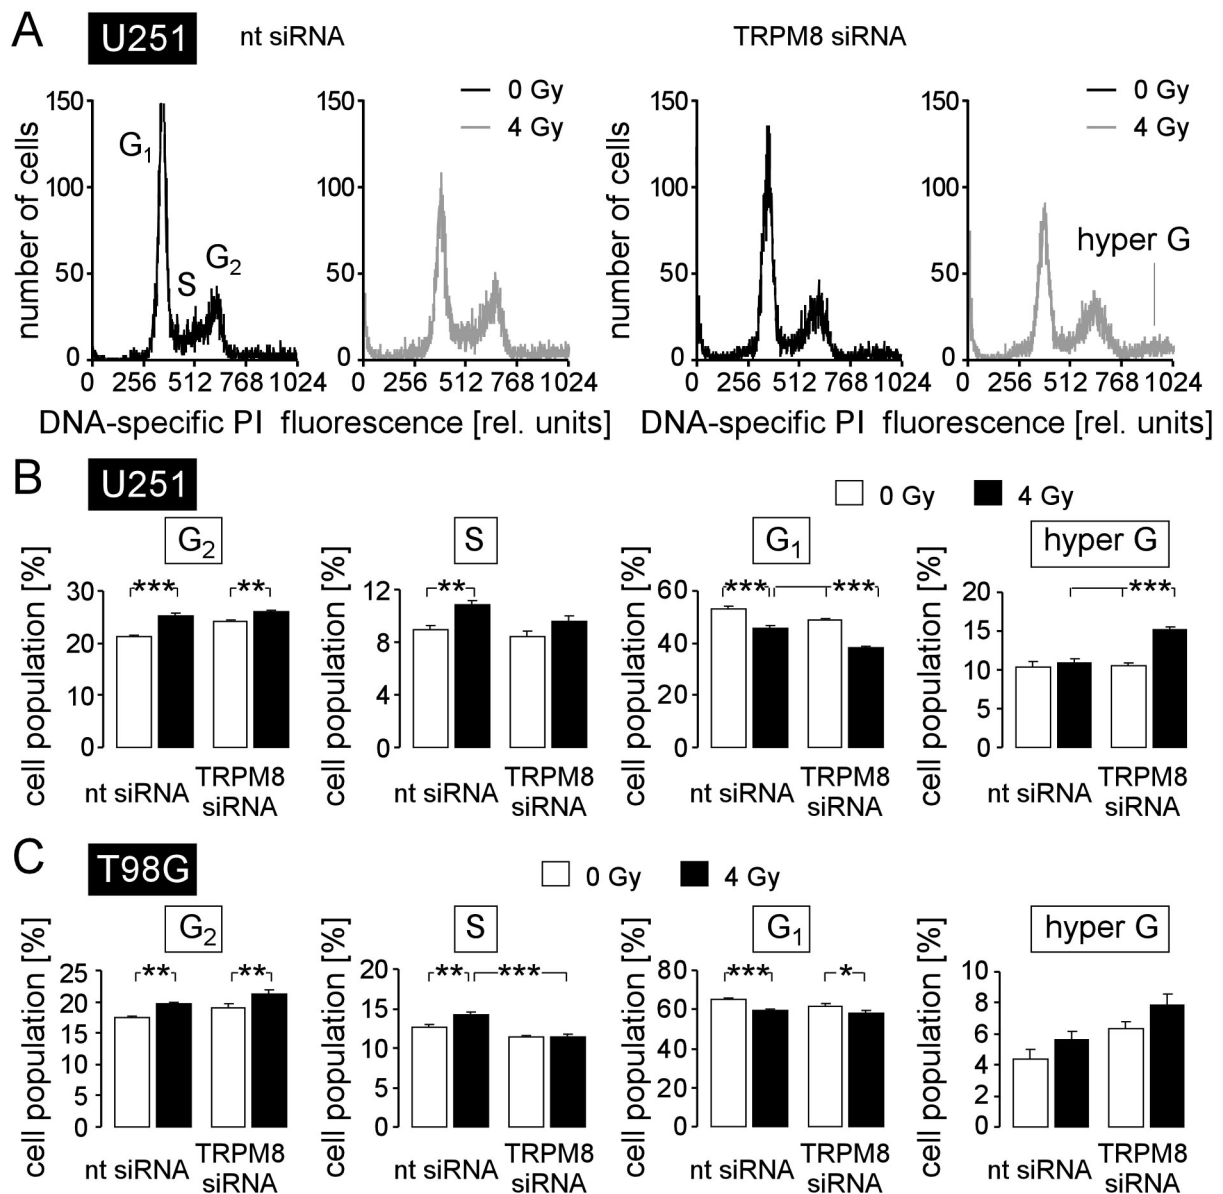 A
U251
nt siRNA
TRPM8 siRNA
0 Gy
4 Gy
0 Gy
4 Gy
number of cells
150
100
50
0
G1
S
G2
0 256 512 768 1024
150
100
50
0
0 256 512 768 1024
number of cells
150
100
50
0
0 256 512 768 1024
150
100
50
0
hyper G
0 256 512 768 1024
DNA-specific PI fluorescence [rel. units]
DNA-specific PI fluorescence [rel. units]
B
U251
0 Gy
4 Gy
G2
cell population [%]
30
20
10
0
***
**
nt siRNA
TRPM8
siRNA
S
cell population [%]
12
8
4
0
**
nt siRNA
TRPM8
siRNA
G1
cell population [%]
60
40
20
0
***
***
nt siRNA
TRPM8
siRNA
hyper G
cell population [%]
20
15
10
5
0
***
nt siRNA
TRPM8
siRNA
C
T98G
0 Gy
4 Gy
G2
cell population [%]
25
20
15
10
5
0
**
**
nt siRNA
TRPM8
siRNA
S
cell population [%]
20
15
10
5
0
**
***
nt siRNA
TRPM8
siRNA
G1
cell population [%]
80
60
40
20
0
***
*
nt siRNA
TRPM8
siRNA
hyper G
cell population [%]
10
8
6
4
2
0
nt siRNA
TRPM8
siRNA